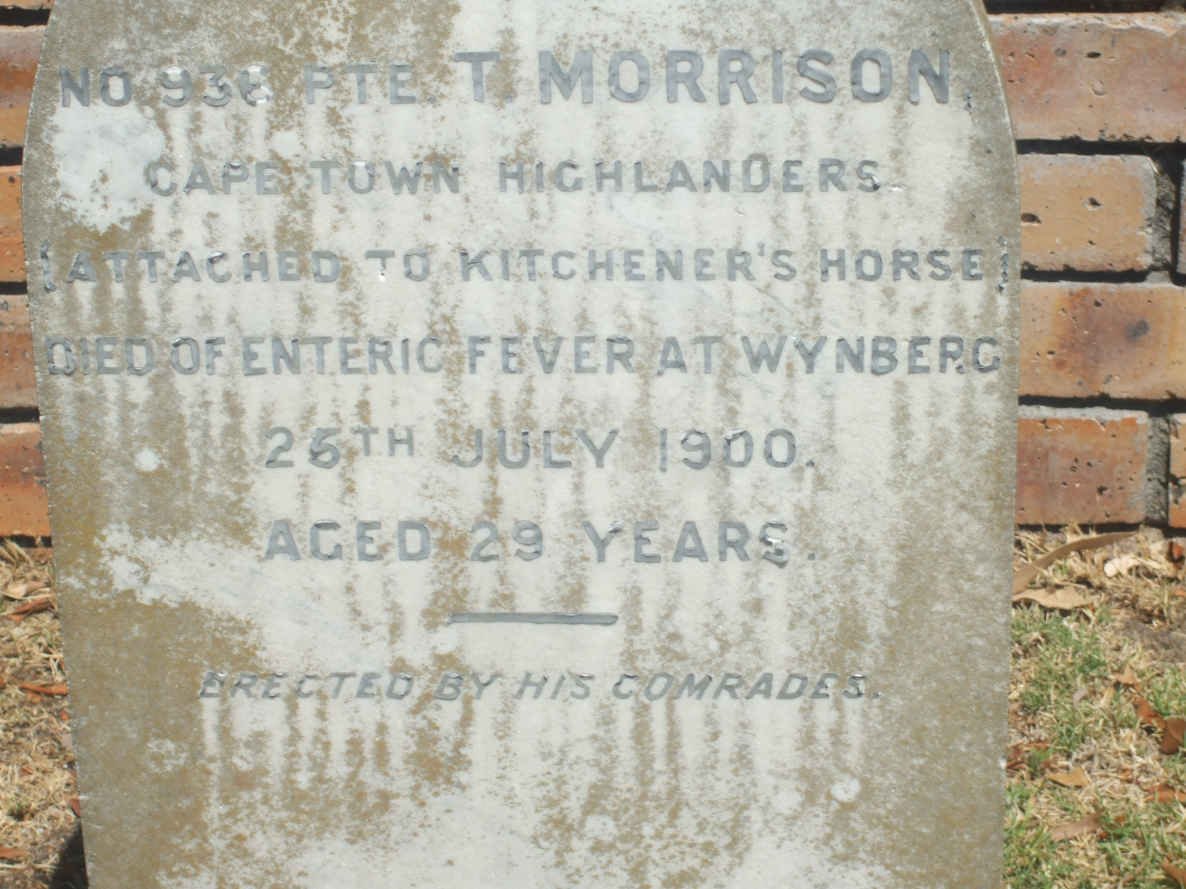 NO 938 PTE. T. MORRISON,
CAPE TOWN HIGHLANDERS
(ATTACHED TO KITCHENER'S HORSE)
DIED OF ENTERIC FEVER AT WYNBERG
26TH JULY 1900.
AGED 29 YEARS.
ERECTED BY HIS COMRADES.